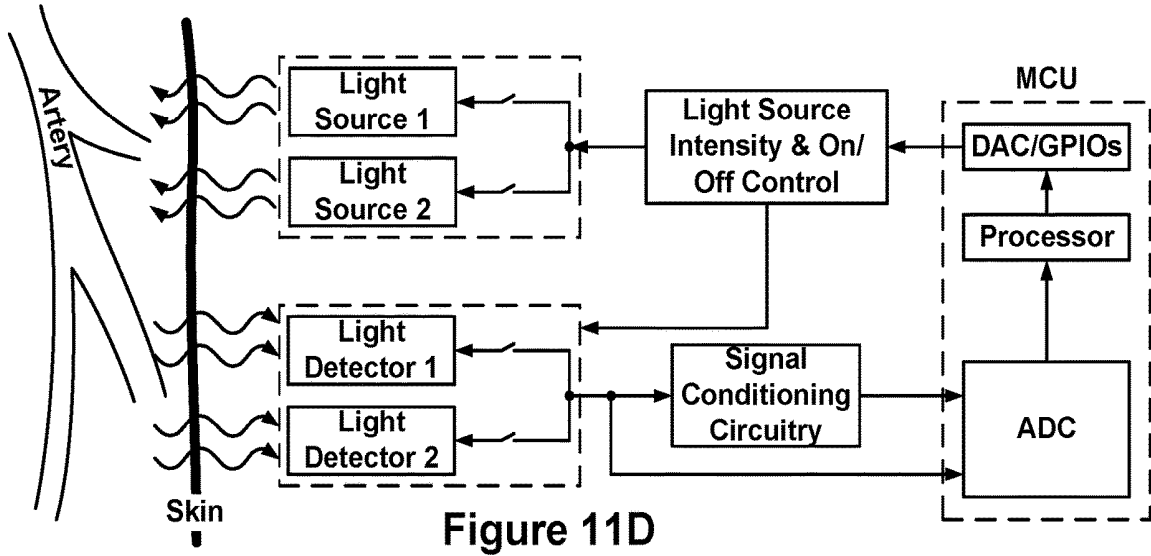 Artery
Light
Source 1
Light
Source 2
Light Source
Intensity & On/
Off Control
MCU
DAC/GPIOs
Processor
Light
Detector 1
Light
Detector 2
Signal
Conditioning
Circuitry
ADC
Skin
Figure 11D